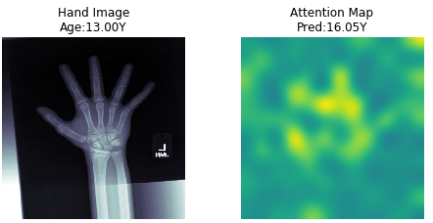 Hand Image
Age:13.00Y
Attention Map
Pred:16.05Y
L